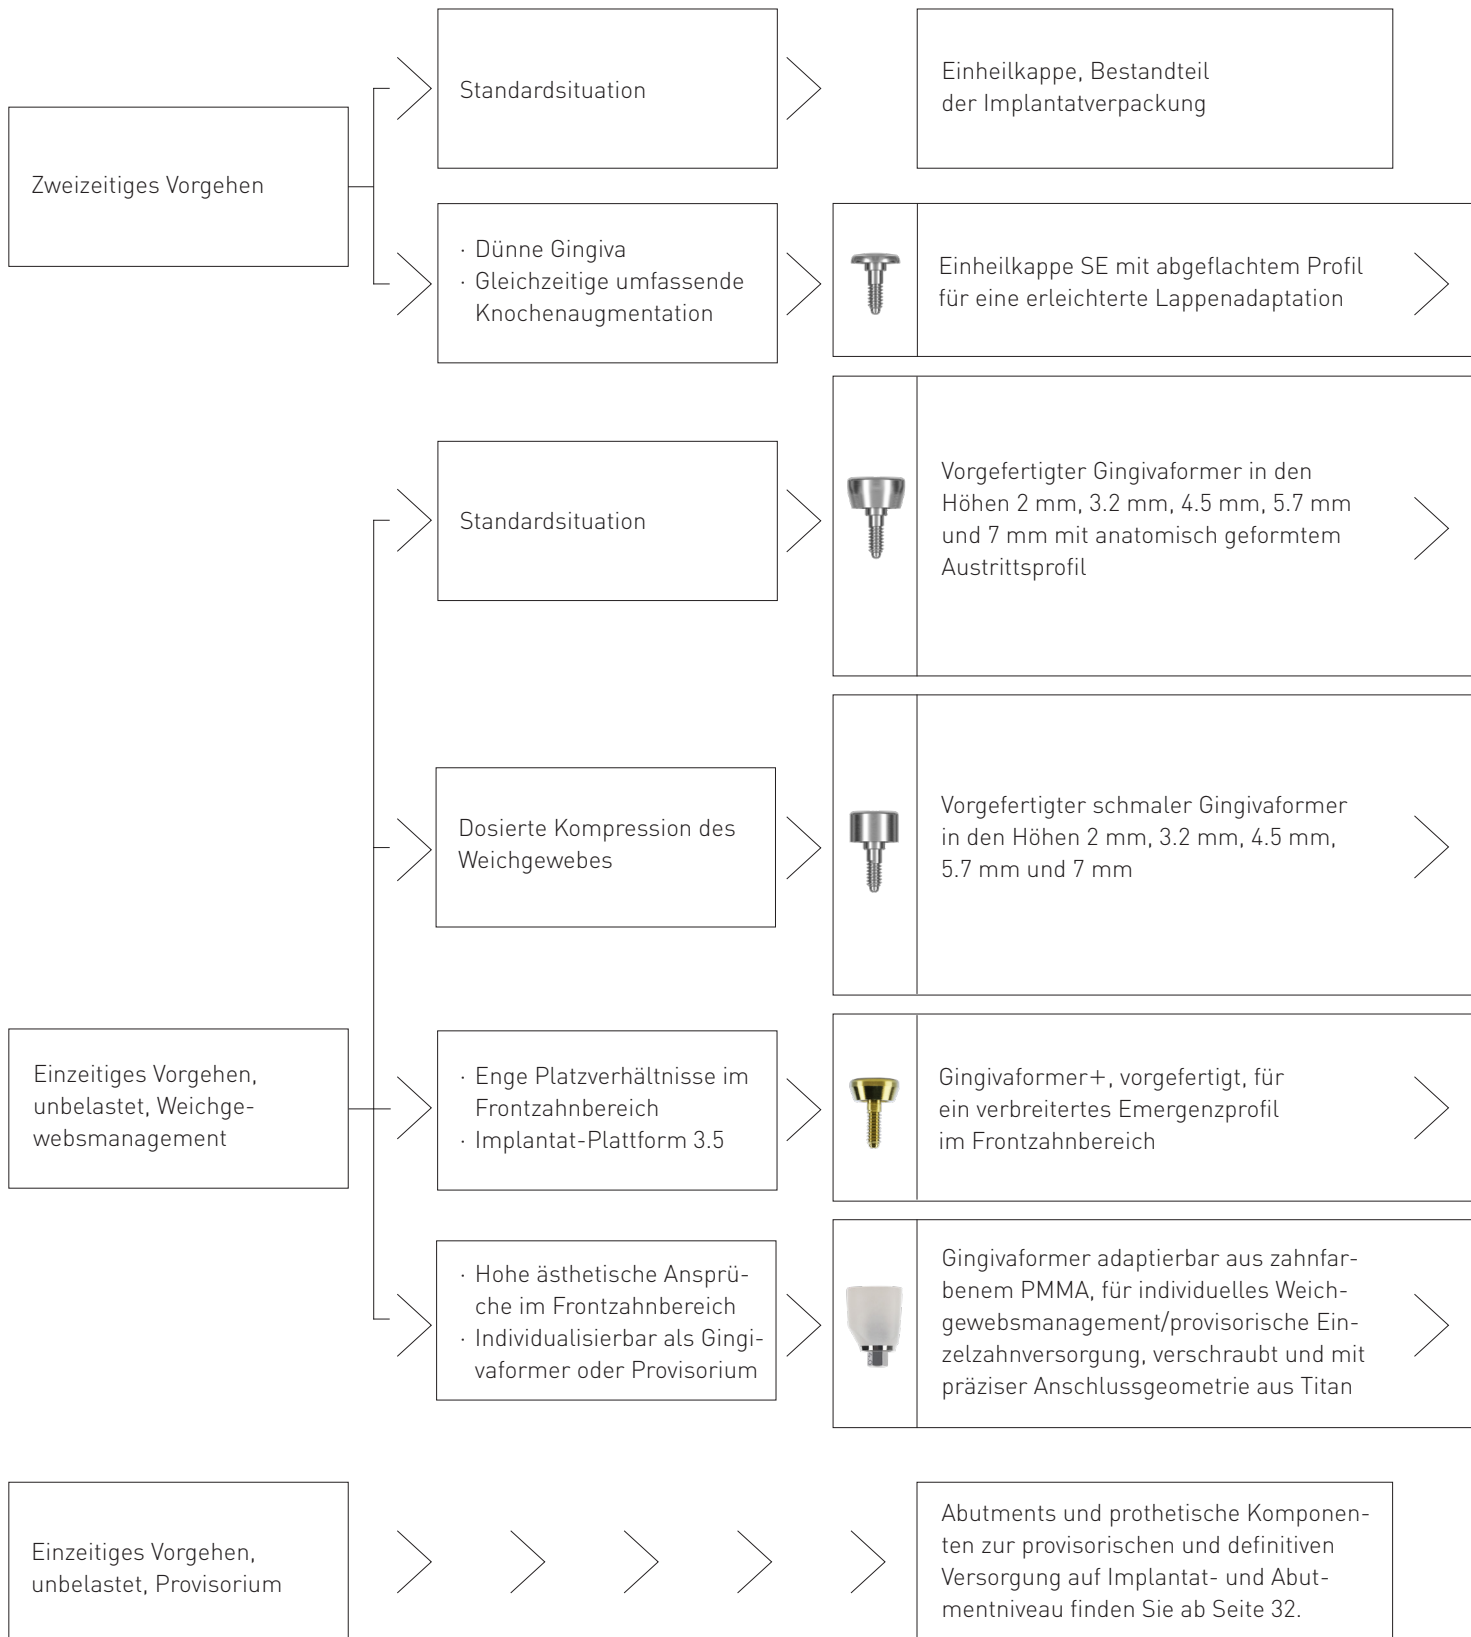 Zweizeitiges Vorgehen
Standardsituation
Einheilkappe, Bestandteil
der Implantatverpackung
· Dünne Gingiva
· Gleichzeitige umfassende
Knochenaugmentation
Einheilkappe SE mit abgeflachtem Profil
für eine erleichterte Lappenadaptation
Einzeitiges Vorgehen,
unbelastet, Weichge-
websmanagement
Standardsituation
Vorgefertigter Gingivaformer in den
Höhen 2 mm, 3.2 mm, 4.5 mm, 5.7 mm
und 7 mm mit anatomisch geformtem
Austrittsprofil
Dosierte Kompression des
Weichgewebes
Vorgefertigter schmaler Gingivaformer
in den Höhen 2 mm, 3.2 mm, 4.5 mm,
5.7 mm und 7 mm
· Enge Platzverhältnisse im
Frontzahnbereich
· Implantat-Plattform 3.5
Gingivaformer+, vorgefertigt, für
ein verbreitertes Emergenzprofil
im Frontzahnbereich
· Hohe ästhetische Ansprü-
che im Frontzahnbereich
· Individualisierbar als Gingi-
vaformer oder Provisorium
Gingivaformer adaptierbar aus zahnfar-
benem PMMA, für individuelles Weich-
gewebsmanagement/provisorische Ein-
zelzahnversorgung, verschraubt und mit
präziser Anschlussgeometrie aus Titan
Einzeitiges Vorgehen,
unbelastet, Provisorium
Abutments und prothetische Komponen-
ten zur provisorischen und definitiven
Versorgung auf Implantat- und Abut-
mentniveau finden Sie ab Seite 32.